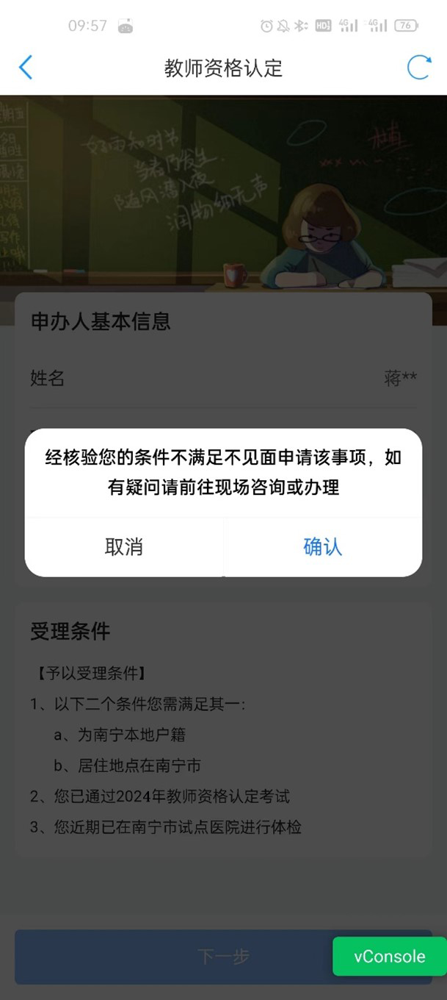 09:57
HD
4G
4G
76
教师资格认定
好雨知时节
当春乃发生.
随风潜入夜
润物细无声.
申办人基本信息
姓名
蒋**
经核验您的条件不满足不见面申请该事项，如
有疑问请前往现场咨询或办理
取消
确认
受理条件
【予以受理条件】
1、以下二个条件您需满足其一：
a、为南宁本地户籍
b、居住地点在南宁市
2、您已通过2024年教师资格认定考试
3、您近期已在南宁市试点医院进行体检
下一步
vConsole